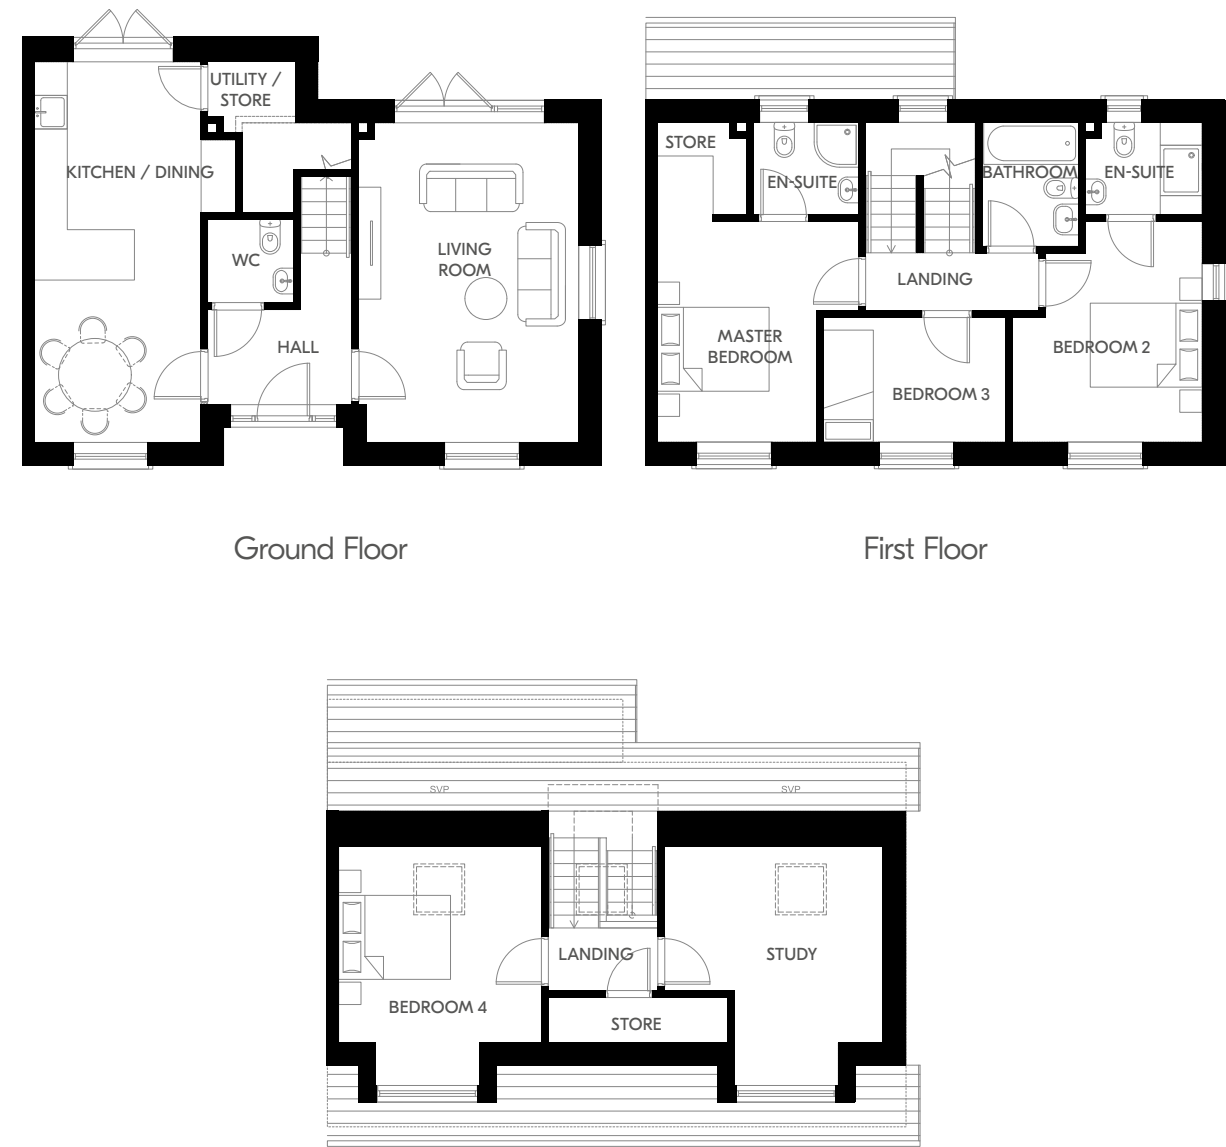 UTILITY /
STORE
KITCHEN / DINING
WC
LIVING
ROOM
HALL
Ground Floor
STORE
EN-SUITE
BATHROOM
EN-SUITE
LANDING
MASTER
BEDROOM
BEDROOM 2
BEDROOM 3
First Floor
SVP
SVP
LANDING
STUDY
BEDROOM 4
STORE